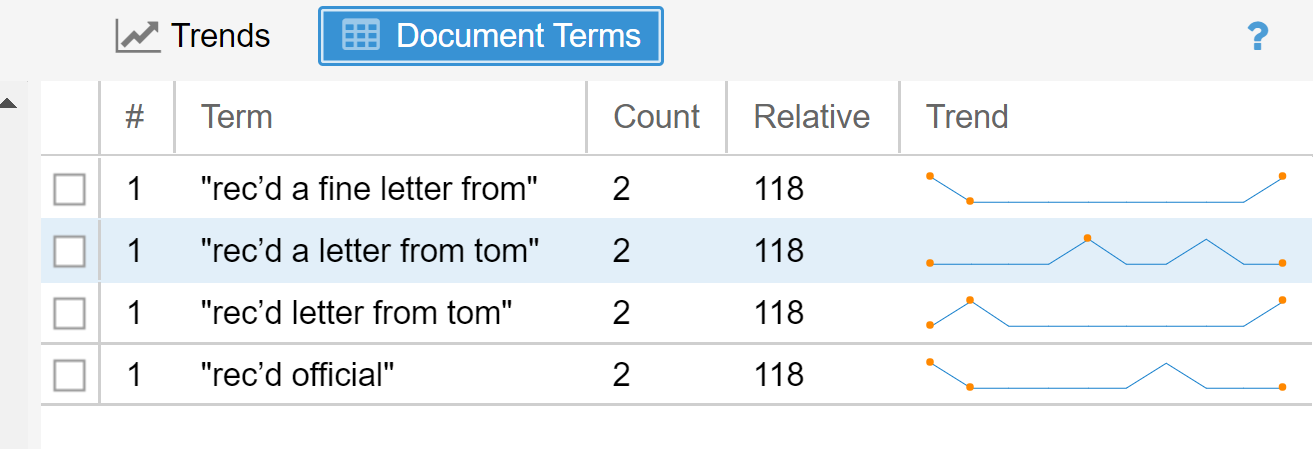 Trends Document Terms ?
# Term Count Relative Trend
1 "rec’d a fine letter from" 2 118
1 "rec’d a letter from tom" 2 118
1 "rec’d letter from tom" 2 118
1 "rec’d official" 2 118